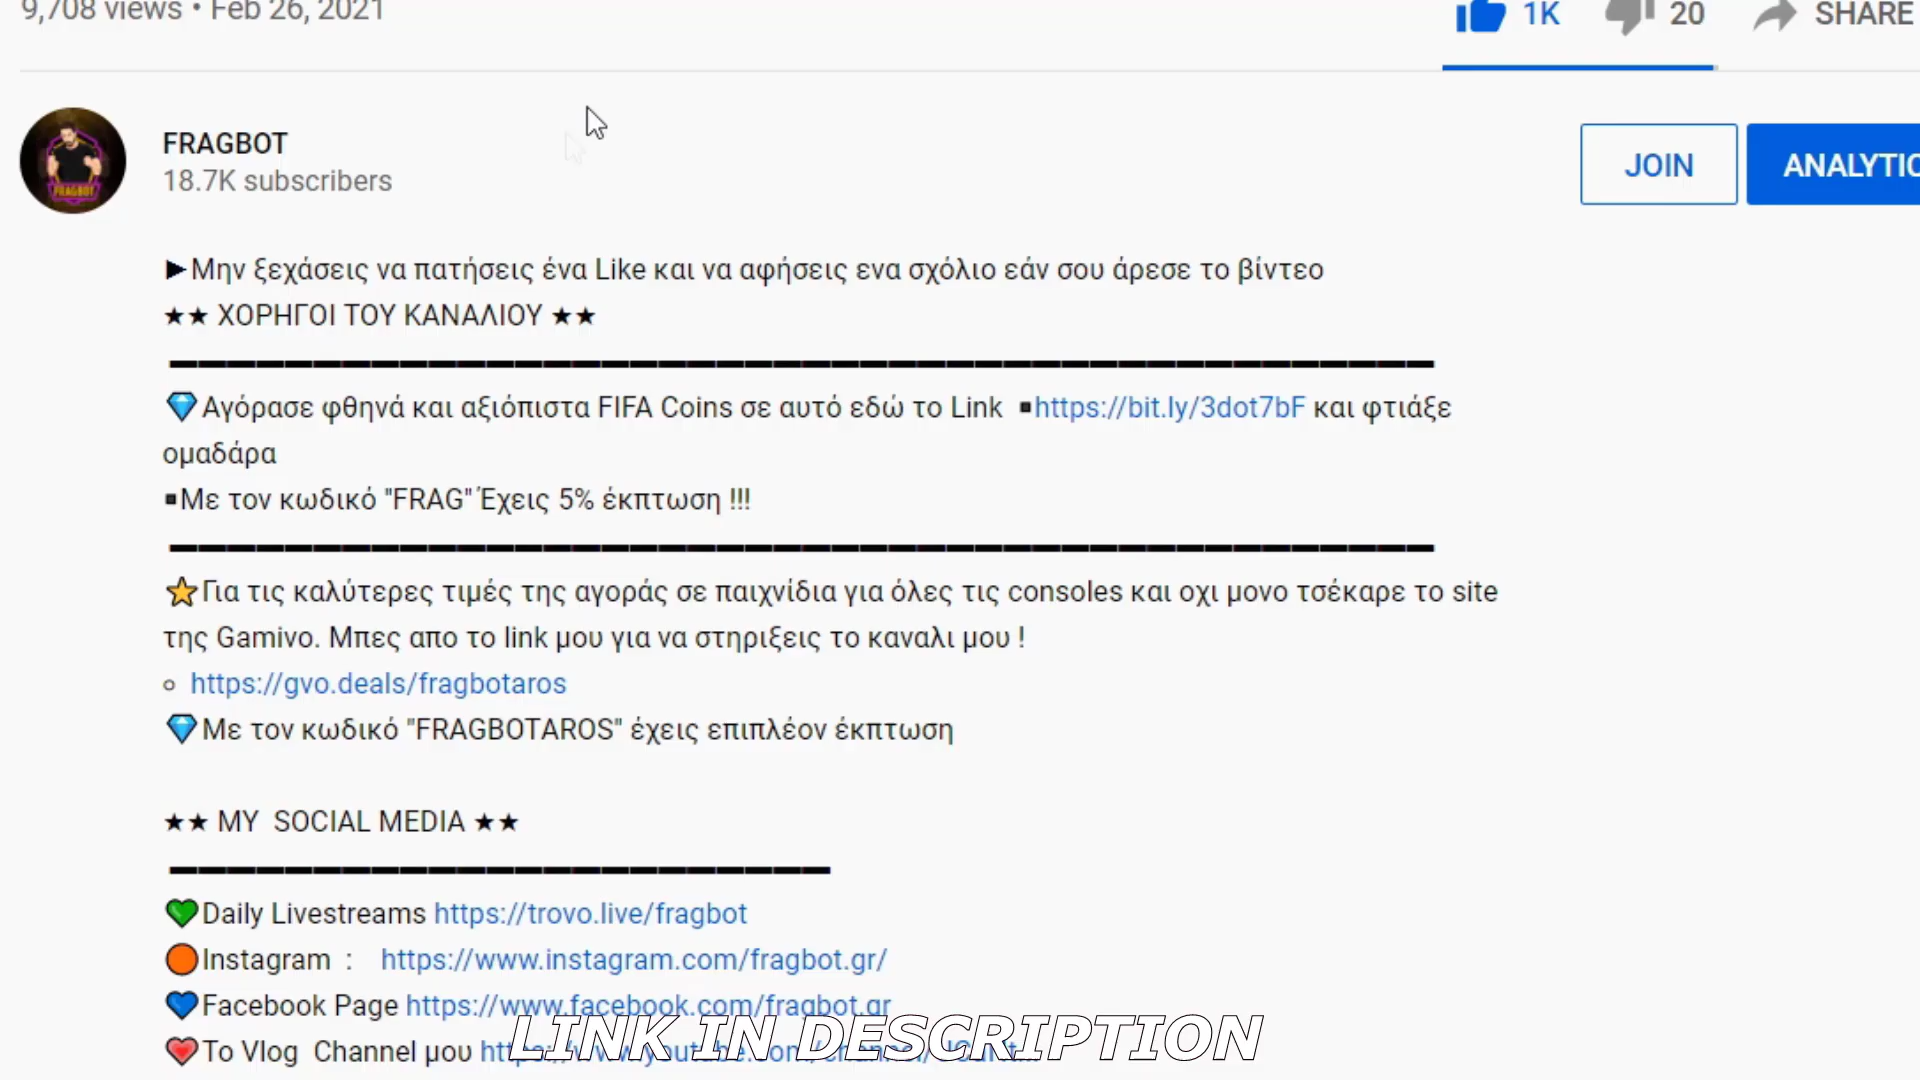 9,708 views • Feb 26, 2021
1K 20 SHARE
FRAGBOT
18.7K subscribers
JOIN
FRAGBOT
►Μην ξεχάσεις να πατήσεις ένα Like και να αφήσεις ενα σχόλιο εάν σου άρεσε το βίντεο
★★ ΧΟΡΗΓΟΙ ΤΟΥ ΚΑΝΑΛΙΟΥ ★★
💎Αγόρασε φθηνά και αξιόπιστα FIFA Coins σε αυτό εδώ το Link ▪https://bit.ly/3dot7bF και φτιάξε
ομαδάρα
▪Με τον κωδικό "FRAG" Έχεις 5% έκπτωση !!!
⭐Για τις καλύτερες τιμές της αγοράς σε παιχνίδια για όλες τις consoles και οχι μονο τσέκαρε το site
της Gamivo. Μπες απο το link μου για να στηριξεις το καναλι μου !
◦ https://gvo.deals/fragbotaros
💎Με τον κωδικό "FRAGBOTAROS" έχεις επιπλέον έκπτωση
★★ MY SOCIAL MEDIA ★★
💚Daily Livestreams https://trovo.live/fragbot
🟠Instagram : https://www.instagram.com/fragbot.gr/
💙Facebook Page https://www.facebook.com/fragbot.gr
❤️Το Vlog Channel μου
LINK IN DESCRIPTION